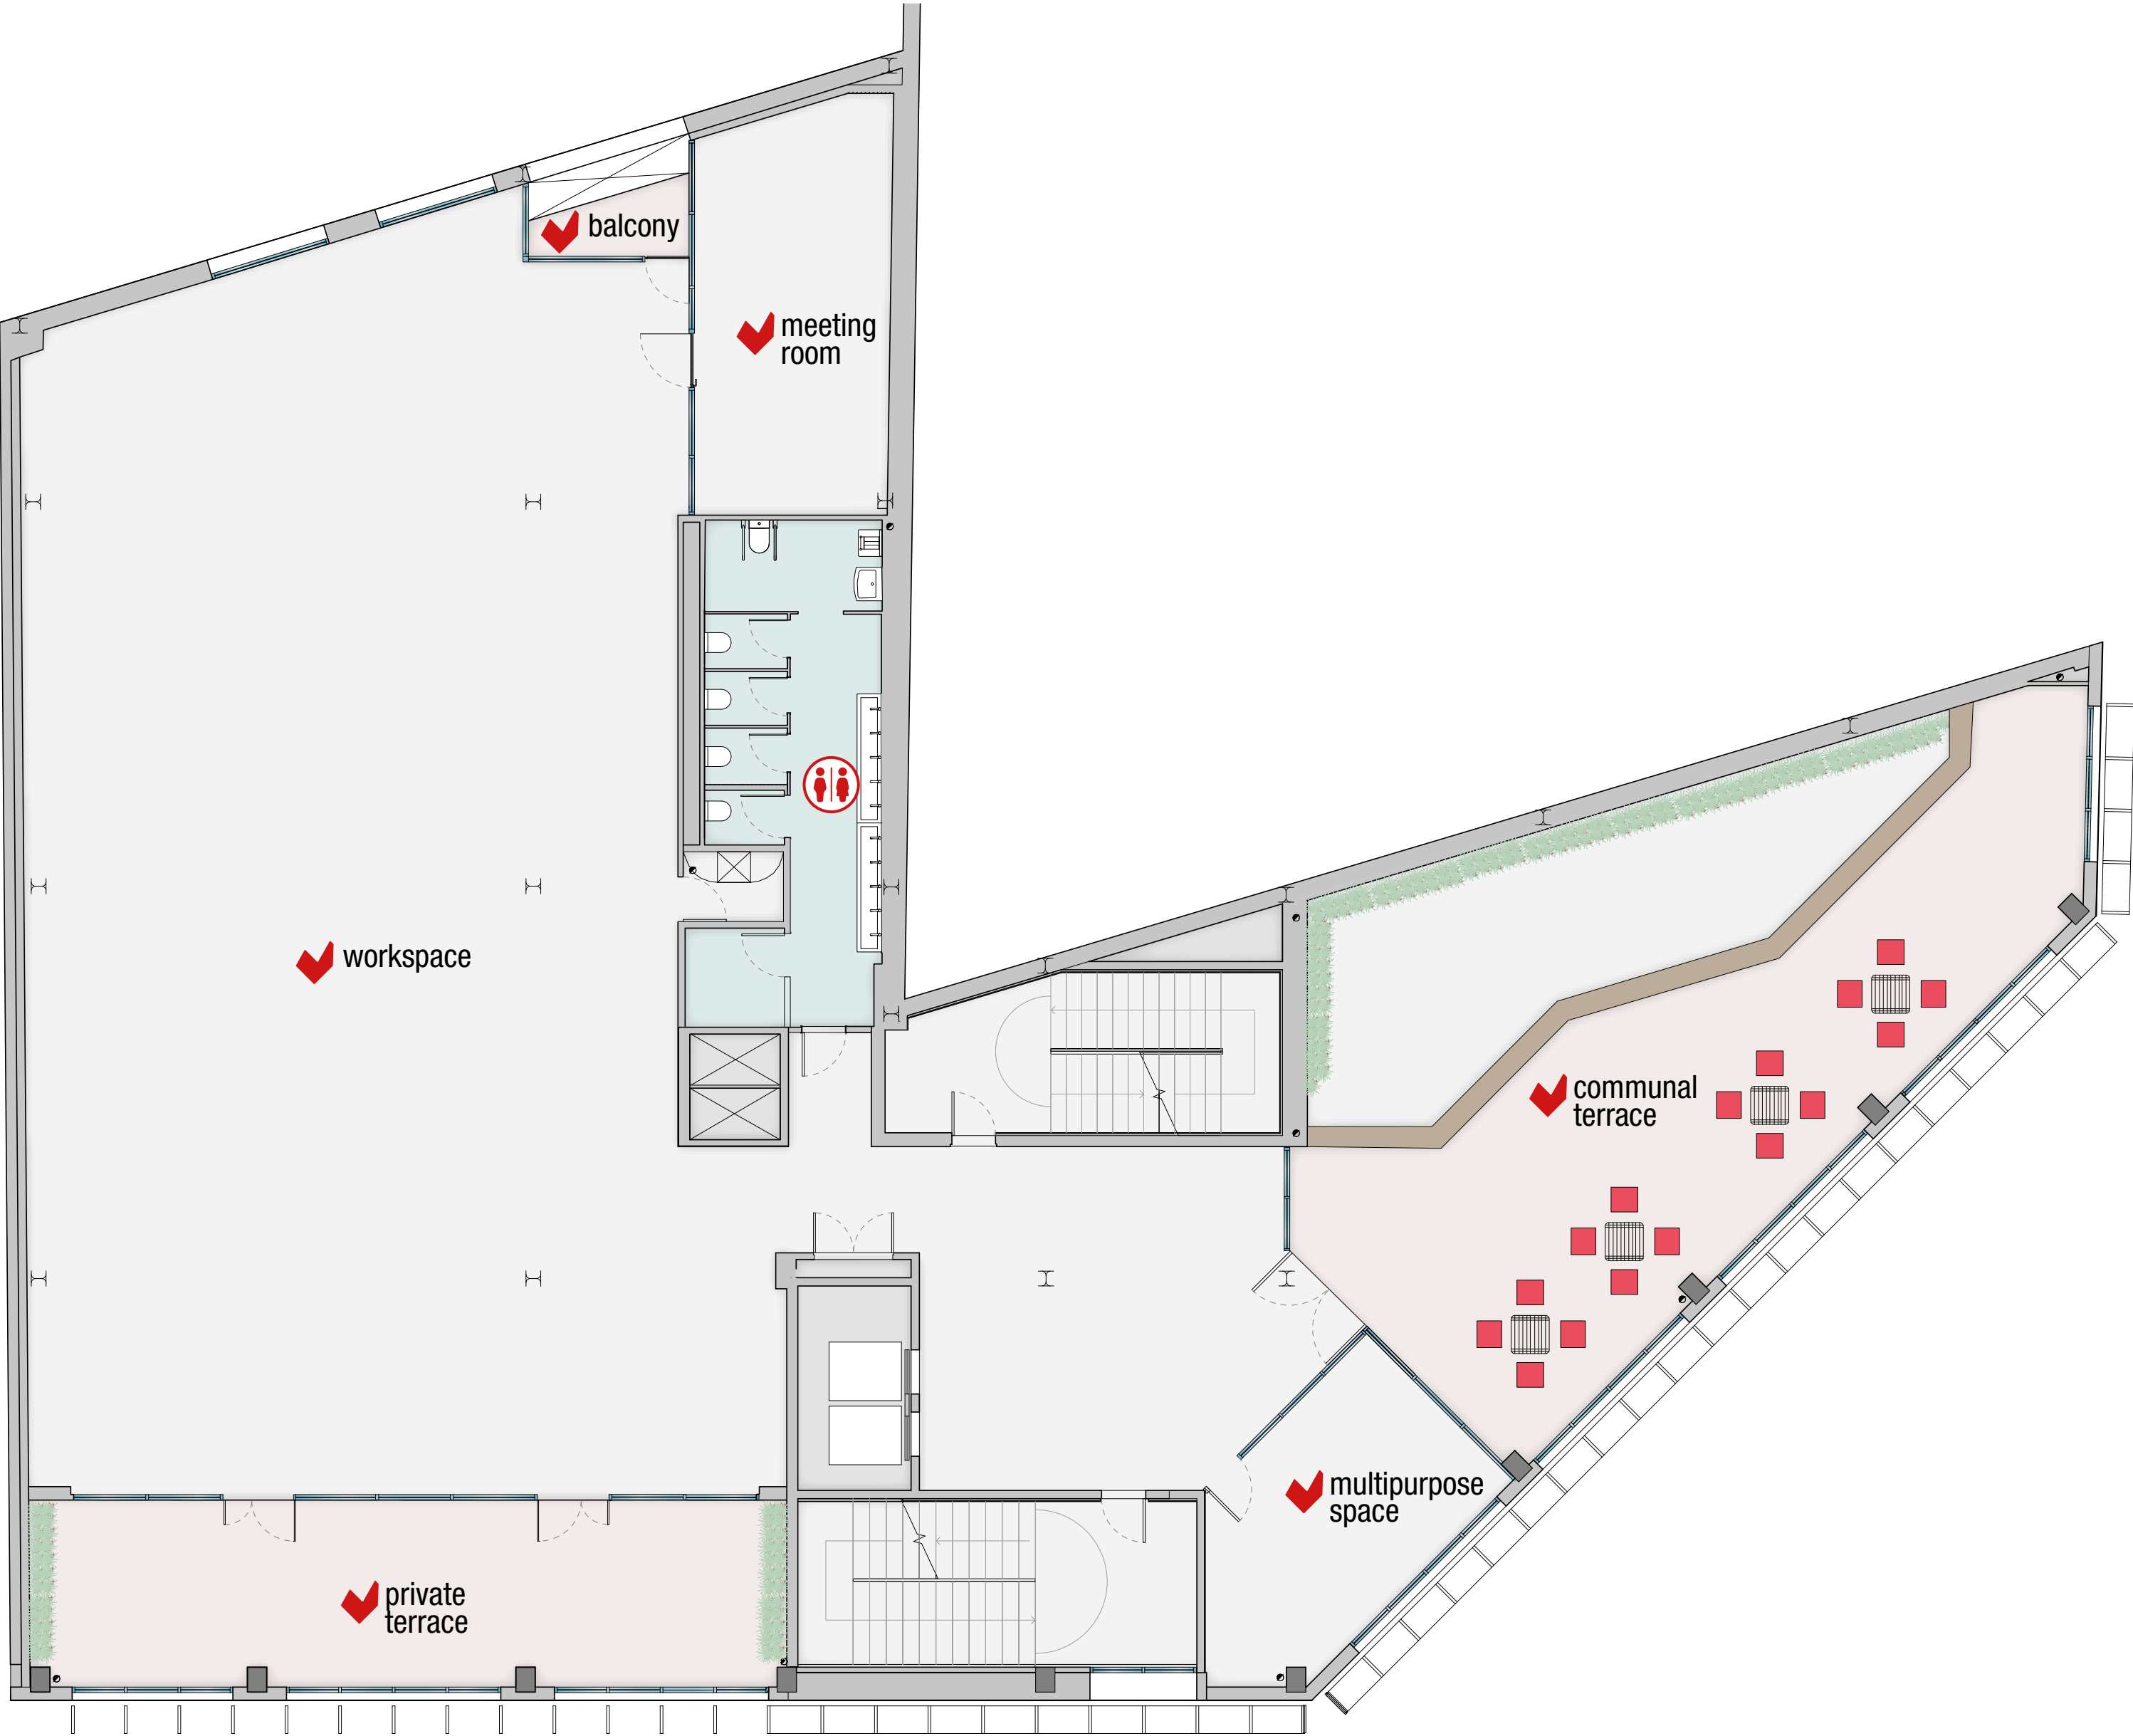 balcony
meeting
room
workspace
communal
terrace
multipurpose
space
private
terrace